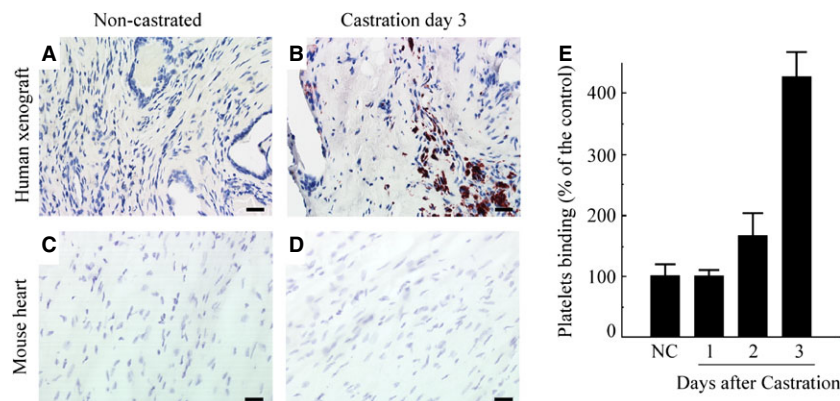 Non-castrated
Castration day 3
Human xenograft
Mouse heart
A
B
C
D
E
Platelets binding (% of the control)
400
300
200
100
0
NC
1
2
3
Days after Castration